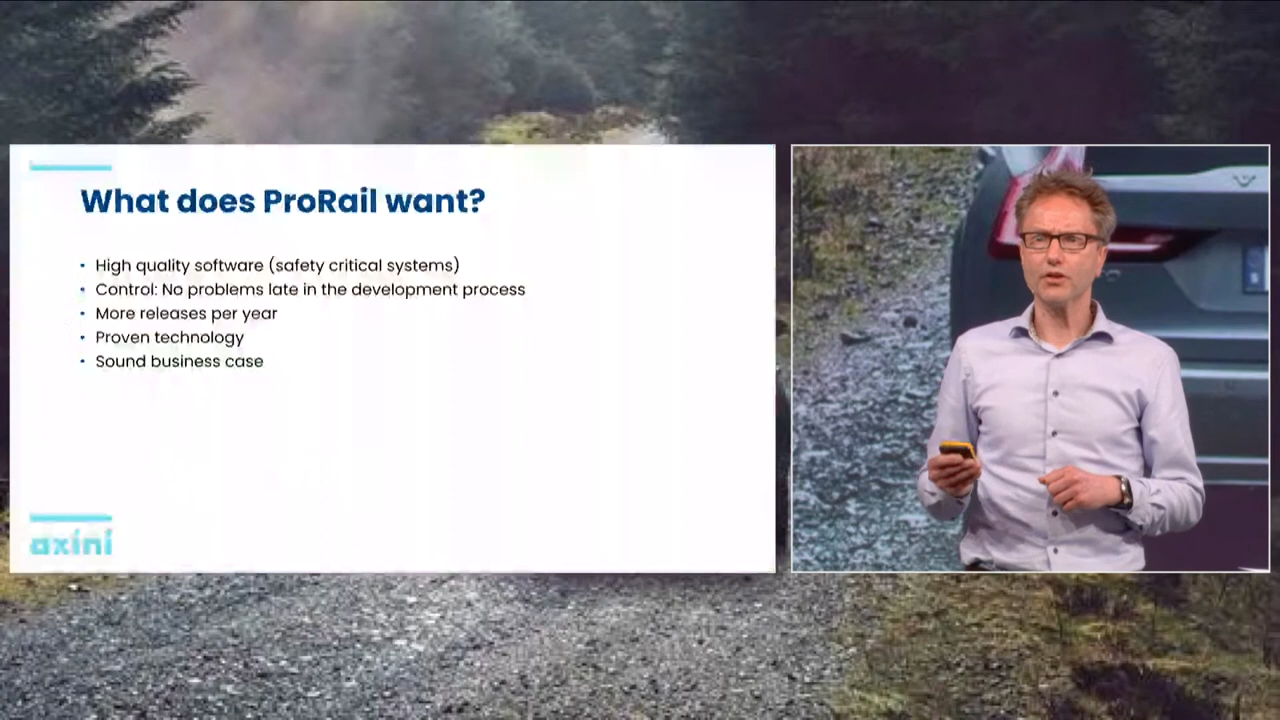 What does ProRail want?
• High quality software (safety critical systems)
• Control: No problems late in the development process
• More releases per year
• Proven technology
• Sound business case
axini